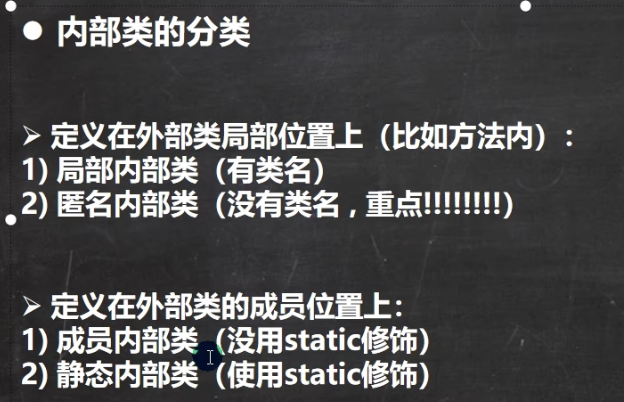 ● 内部类的分类
➢ 定义在外部类局部位置上（比如方法内）：
1) 局部内部类（有类名）
2) 匿名内部类（没有类名，重点!!!!!!!!）
➢ 定义在外部类的成员位置上：
1) 成员内部类（没用static修饰）
2) 静态内部类（使用static修饰）